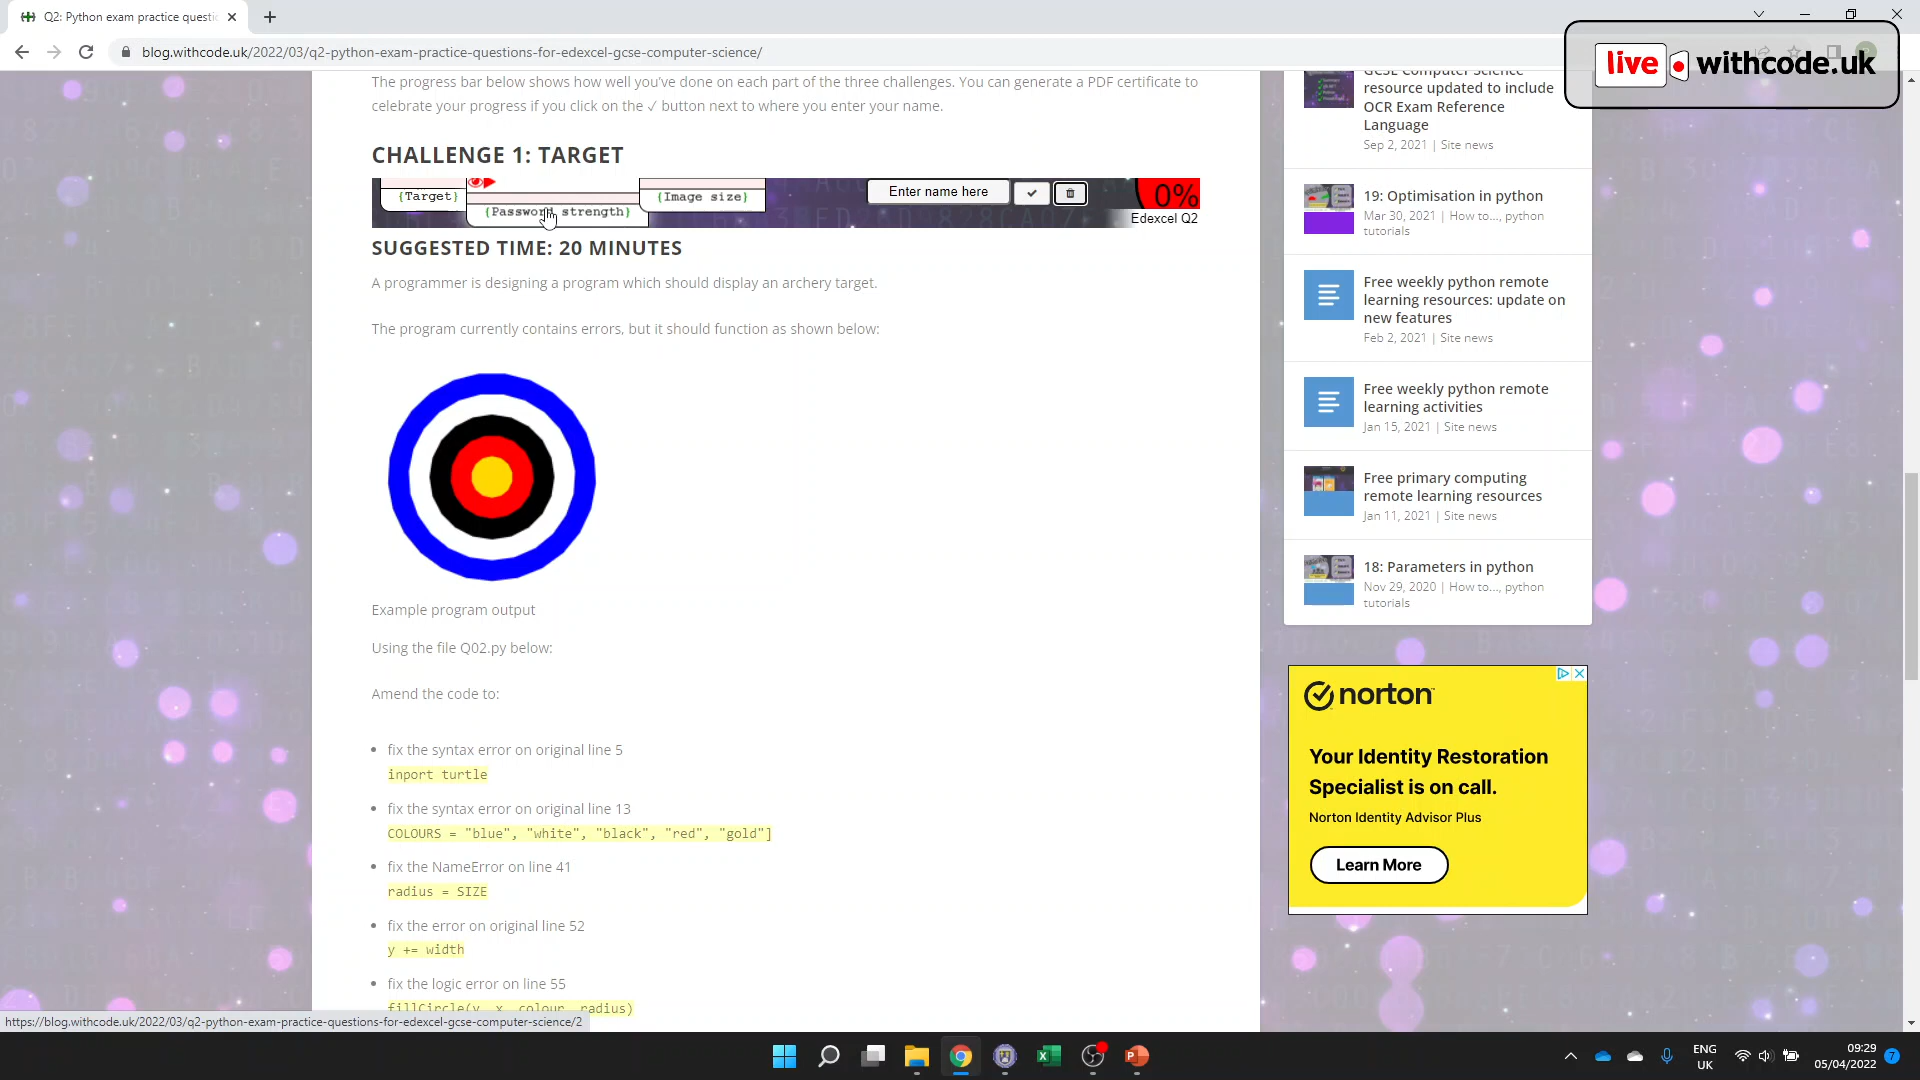 Q2: Python exam practice questi
blog.withcode.uk/2022/03/q2-python-exam-practice-questions-for-edexcel-gcse-computer-science/
live withcode.uk
The progress bar below shows how well you've done on each part of the three challenges. You can generate a PDF certificate to
celebrate your progress if you click on the ✓ button next to where you enter your name.
CHALLENGE 1: TARGET
{Target}
{Password strength}
{Image size}
Enter name here
0%
Edexcel Q2
SUGGESTED TIME: 20 MINUTES
A programmer is designing a program which should display an archery target.
The program currently contains errors, but it should function as shown below:
Example program output
Using the file Q02.py below:
Amend the code to:
• fix the syntax error on original line 5
inport turtle
• fix the syntax error on original line 13
COLOURS = "blue", "white", "black", "red", "gold"]
• fix the NameError on line 41
radius = SIZE
• fix the error on original line 52
y += width
• fix the logic error on line 55
fillCircle(y, x, colour, radius)
GCSE Computer Science
resource updated to include
OCR Exam Reference
Language
Sep 2, 2021 | Site news
19: Optimisation in python
Mar 30, 2021 | How to..., python
tutorials
Free weekly python remote
learning resources: update on
new features
Feb 2, 2021 | Site news
Free weekly python remote
learning activities
Jan 15, 2021 | Site news
Free primary computing
remote learning resources
Jan 11, 2021 | Site news
18: Parameters in python
Nov 29, 2020 | How to..., python
tutorials
norton
Your Identity Restoration
Specialist is on call.
Norton Identity Advisor Plus
Learn More
https://blog.withcode.uk/2022/03/q2-python-exam-practice-questions-for-edexcel-gcse-computer-science/2
ENG
UK
09:29
05/04/2022
7